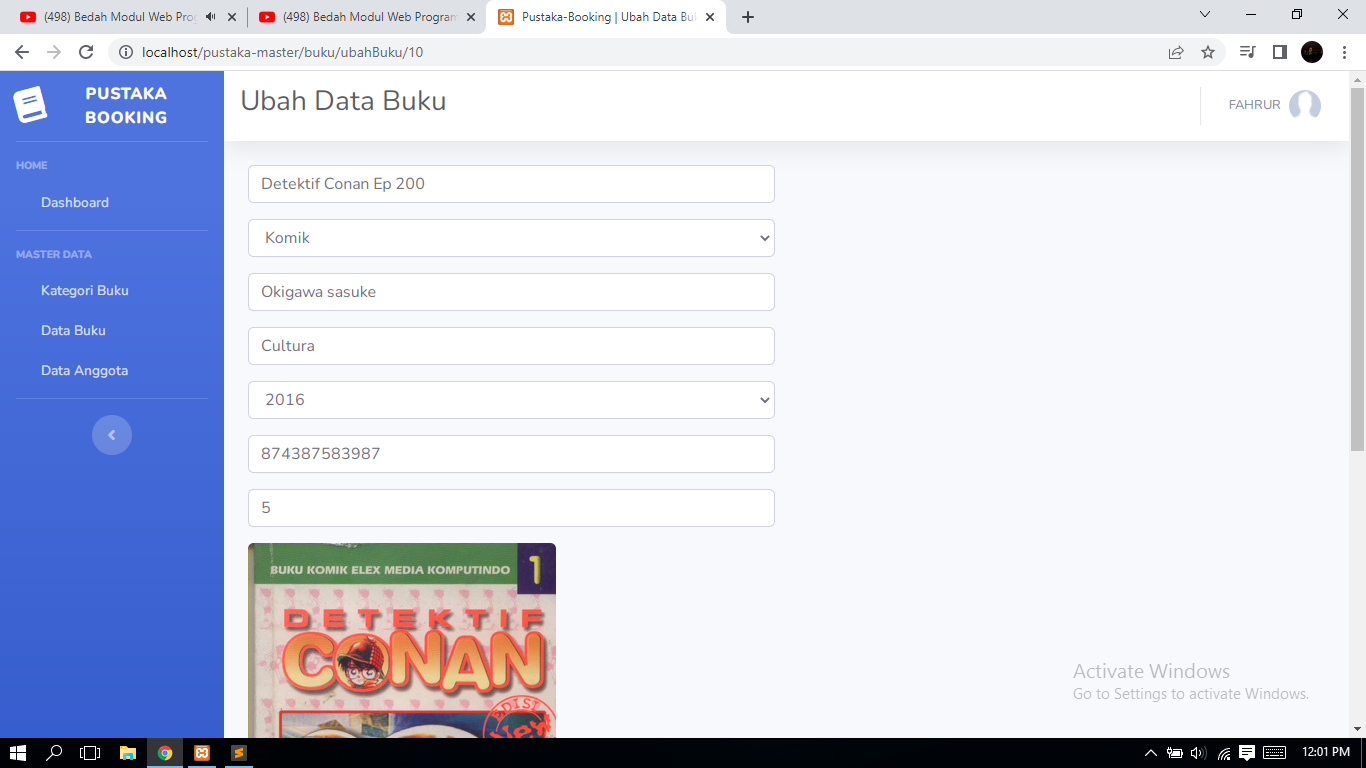 (498) Bedah Modul Web Prog
(498) Bedah Modul Web Program
Pustaka-Booking | Ubah Data Bu
localhost/pustaka-master/buku/ubahBuku/10
PUSTAKA
BOOKING
Ubah Data Buku
FAHRUR
HOME
Dashboard
MASTER DATA
Kategori Buku
Data Buku
Data Anggota
Detektif Conan Ep 200
Komik
Okigawa sasuke
Cultura
2016
874387583987
5
BUKU KOMIK ELEX MEDIA KOMPUTINDO
1
DETEKTIF
CONAN
EDISI
Activate Windows
Go to Settings to activate Windows.
12:01 PM